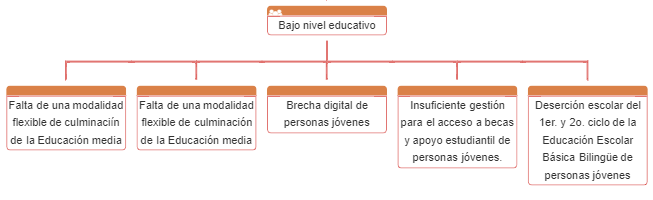 Bajo nivel educativo
Falta de una modalidad
flexible de culminaciín
de la Educación media
Falta de una modalidad
flexible de culminación
de la Educación media
Brecha digital de
personas jóvenes
Insuficiente gestión
para el acceso a becas
y apoyo estudiantil de
personas jóvenes.
Deserción escolar del
1er. y 2o. ciclo de la
Educación Escolar
Básica Bilingüe de
personas jóvenes